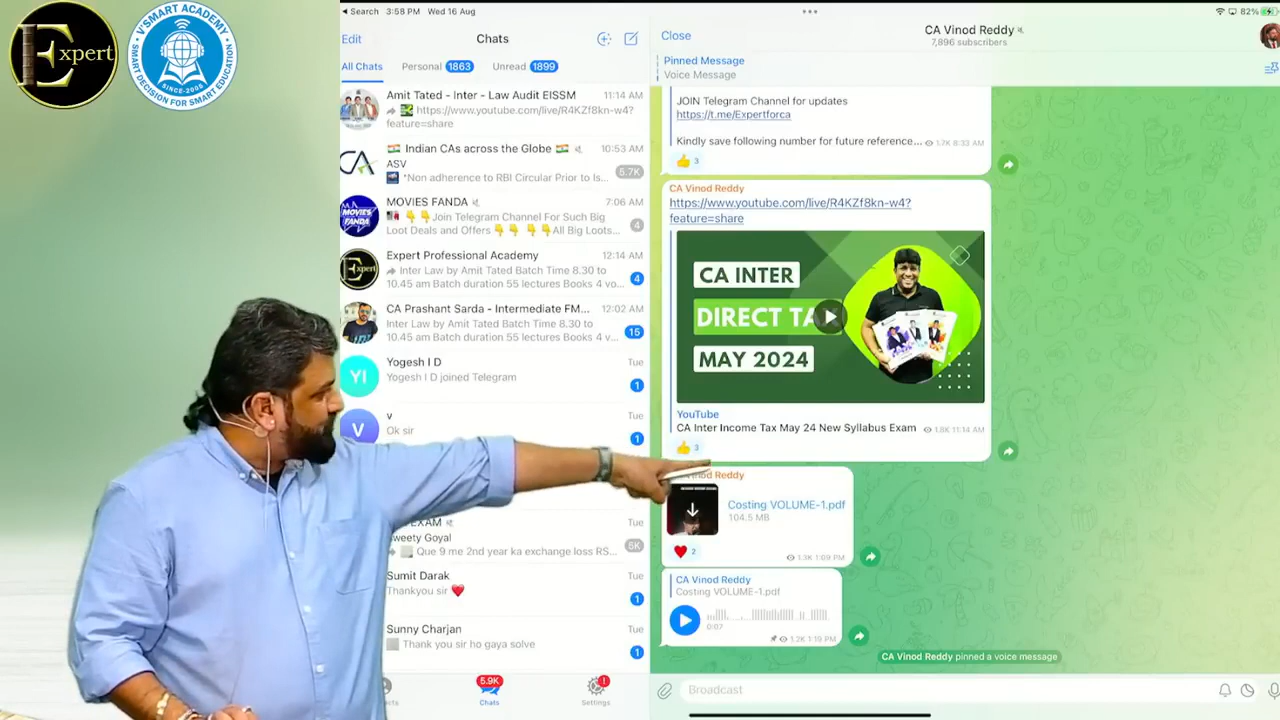 Expert
V'SMART ACADEMY
SINCE-2005
SMART DECISION FOR SMART EDUCATION
Search 3:58 PM Wed 16 Aug
82%
Edit
Chats
All Chats Personal 1863 Unread 1899
Amit Tated - Inter - Law Audit EISSM 11:14 AM
https://www.youtube.com/live/R4KZf8kn-w4?
feature=share
Indian CAs across the Globe 10:53 AM
ASV
*Non adherence to RBI Circular Prior to Is... 5.7K
CA
MOVIES FANDA 7:06 AM
👇👇Join Telegram Channel For Such Big
Loot Deals and Offers👇👇👇👇All Big Loots... 4
MOVIES
FANDA
Expert Professional Academy 12:14 AM
Inter Law by Amit Tated Batch Time 8.30 to
10.45 am Batch duration 55 lectures Books 4 vo... 4
Expert
CA Prashant Sarda - Intermediate FM... 12:02 AM
Inter Law by Amit Tated Batch Time 8.30 to
10.45 am Batch duration 55 lectures Books 4 v... 15
YI
Yogesh I D Tue
Yogesh I D joined Telegram 1
V
v Tue
Ok sir 1
EXAM Tue
weety Goyal
Que 9 me 2nd year ka exchange loss RS... 6K
Sumit Darak Tue
Thankyou sir ❤️ 1
Sunny Charjan Tue
Thank you sir ho gaya solve 1
5.9K
Chats
Settings
Close
CA Vinod Reddy
7,896 subscribers
Pinned Message
Voice Message
JOIN Telegram Channel for updates
https://t.me/Expertforca
Kindly save following number for future reference... 1.7K 8:33 AM
👍 3
CA Vinod Reddy
https://www.youtube.com/live/R4KZf8kn-w4?
feature=share
CA INTER
DIRECT TAX
MAY 2024
YouTube
CA Inter Income Tax May 24 New Syllabus Exam 1.8K 11:14 AM
👍 3
inod Reddy
Costing VOLUME-1.pdf
104.5 MB
❤️ 2 1.3K 1:09 PM
CA Vinod Reddy
Costing VOLUME-1.pdf
0:07
1.2K 1:19 PM
CA Vinod Reddy pinned a voice message
Broadcast